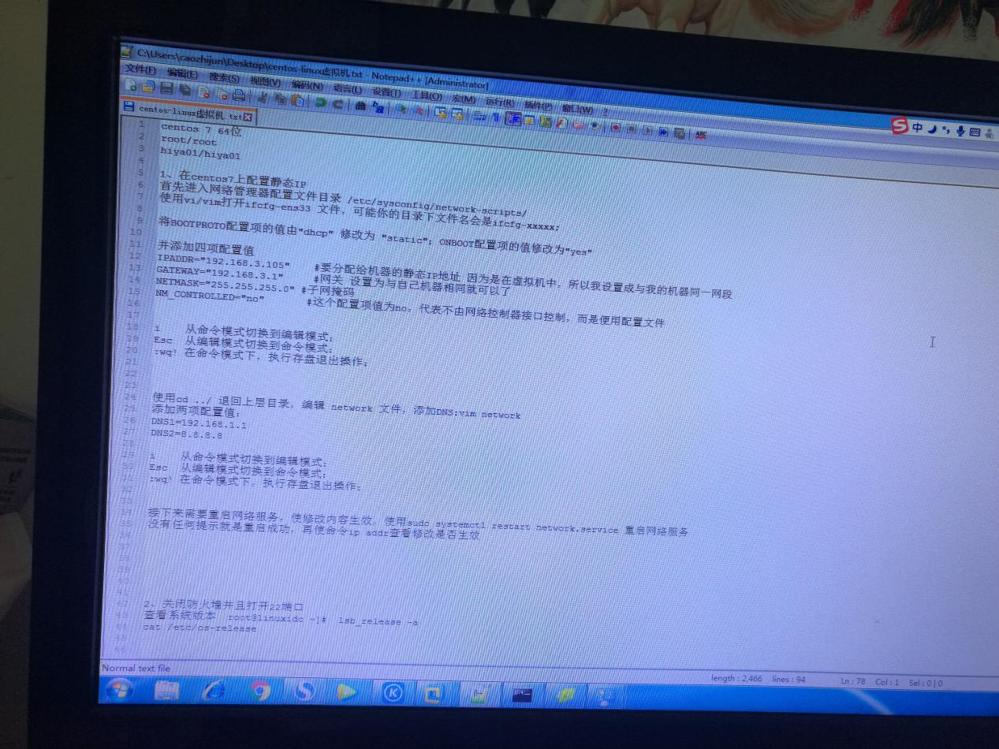 C:\Users\caozhijun\Desktop\centos-linux虚拟机.txt - Notepad++ [Administrator]
文件(F) 编辑(E) 搜索(S) 视图(V) 编码(N) 语言(L) 设置(T) 工具(O) 宏(M) 运行(R) 插件(P) 窗口(W) ?
centos-linux虚拟机.txt
中
1 centos 7 64位
2 root/root
3 hiya01/hiya01
4
5 1、在centos7上配置静态IP
6 首先进入网络管理器配置文件目录 /etc/sysconfig/network-scripts/
7 使用vi/vim打开ifcfg-ens33 文件，可能你的目录下文件名会是ifcfg-xxxxx;
8
9 将BOOTPROTO配置项的值由"dhcp" 修改为 "static"; ONBOOT配置项的值修改为"yes"
10
11 并添加四项配置值
12 IPADDR="192.168.3.105" #要分配给机器的静态IP地址 因为是在虚拟机中，所以我设置成与我的机器同一网段
13 GATEWAY="192.168.3.1" #网关 设置为与自己机器相同就可以了
14 NETMASK="255.255.255.0" #子网掩码
15 NM_CONTROLLED="no" #这个配置项值为no，代表不由网络控制器接口控制，而是使用配置文件
16
17
18 i 从命令模式切换到编辑模式；
19 Esc 从编辑模式切换到命令模式；
20 :wq! 在命令模式下，执行存盘退出操作；
21
22
23
24 使用cd ../ 退回上层目录，编辑 network 文件，添加DNS:vim network
25 添加两项配置值：
26 DNS1=192.168.1.1
27 DNS2=8.8.8.8
28
29 i 从命令模式切换到编辑模式；
30 Esc 从编辑模式切换到命令模式；
31 :wq! 在命令模式下，执行存盘退出操作；
32
33
34 接下来需要重启网络服务，使修改内容生效，使用sudo systemctl restart network.service 重启网络服务
35 没有任何提示就是重启成功，再使命令ip addr查看修改是否生效
36
37
38
39
41
42 2、关闭防火墙并且打开22端口
43 查看系统版本 root@linuxidc ~]# lsb_release -a
44 cat /etc/os-release
45
46
Normal text file length : 2,466 lines : 94 Ln : 78 Col : 1 Sel : 0 | 0